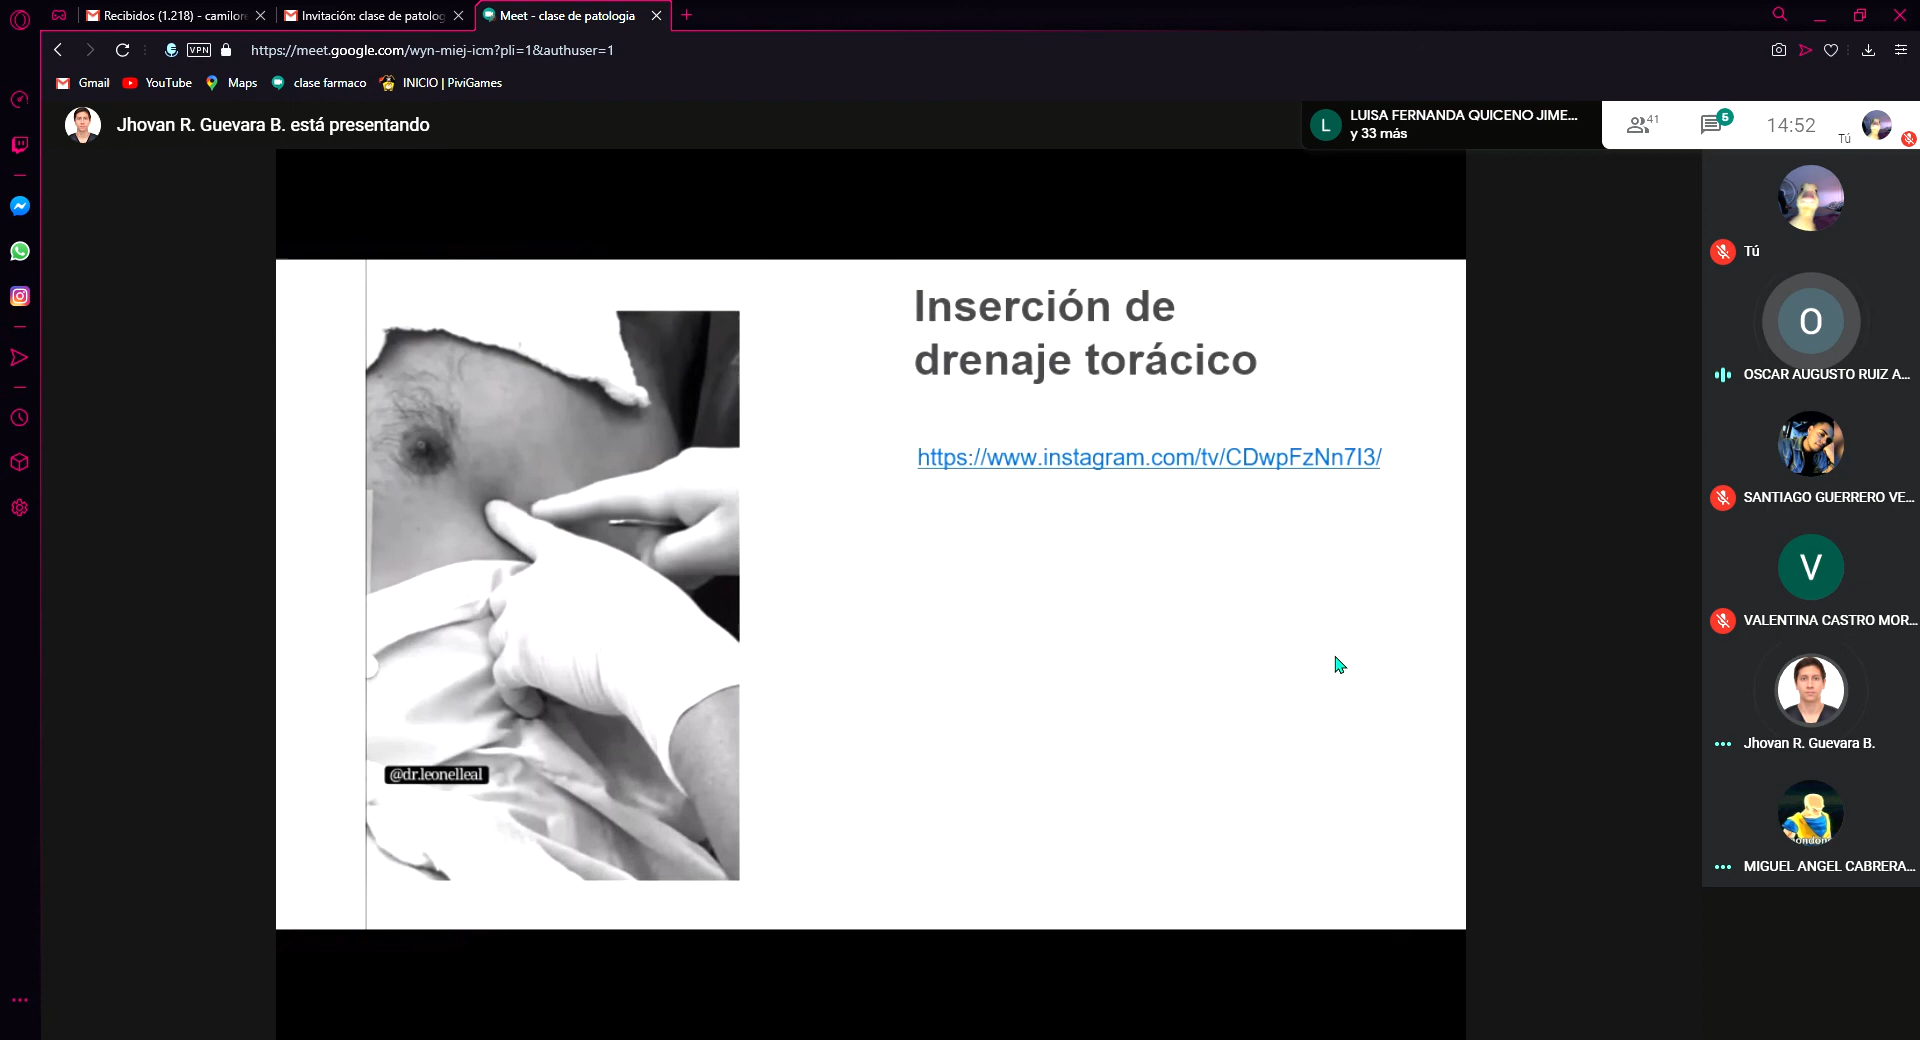 Recibidos (1.218) - camilore
Invitación: clase de patolog
Meet - clase de patologia
VPN
https://meet.google.com/wyn-miej-icm?pli=1&authuser=1
Gmail
YouTube
Maps
clase farmaco
INICIO | PiviGames
Jhovan R. Guevara B. está presentando
L
LUISA FERNANDA QUICENO JIME...
y 33 más
41
5
14:52
Tú
Inserción de
drenaje torácico
https://www.instagram.com/tv/CDwpFzNn7I3/
@dr.leonelleal
Tú
O
OSCAR AUGUSTO RUIZ A...
SANTIAGO GUERRERO VE...
V
VALENTINA CASTRO MOR...
Jhovan R. Guevara B.
MIGUEL ANGEL CABRERA...